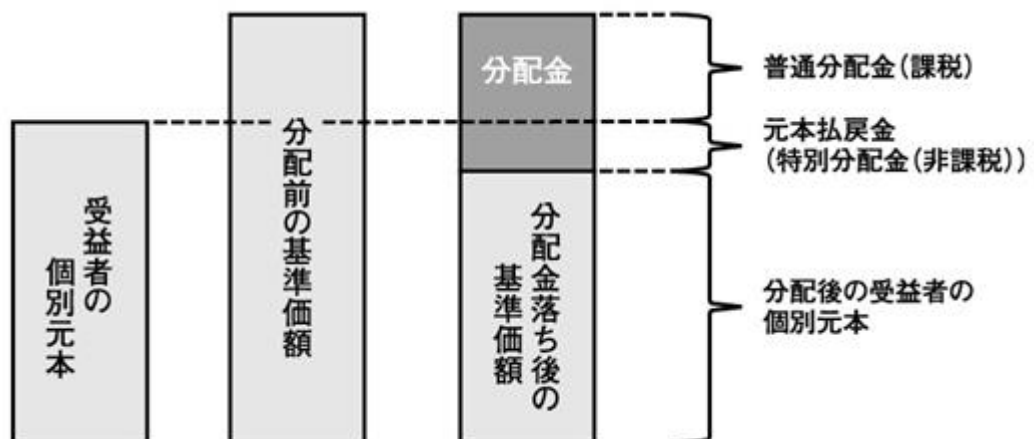 受益者の
個別元本
分配前の基準価額
分配金
分配金落ち後の
基準価額
普通分配金(課税)
元本払戻金
(特別分配金(非課税))
分配後の受益者の
個別元本